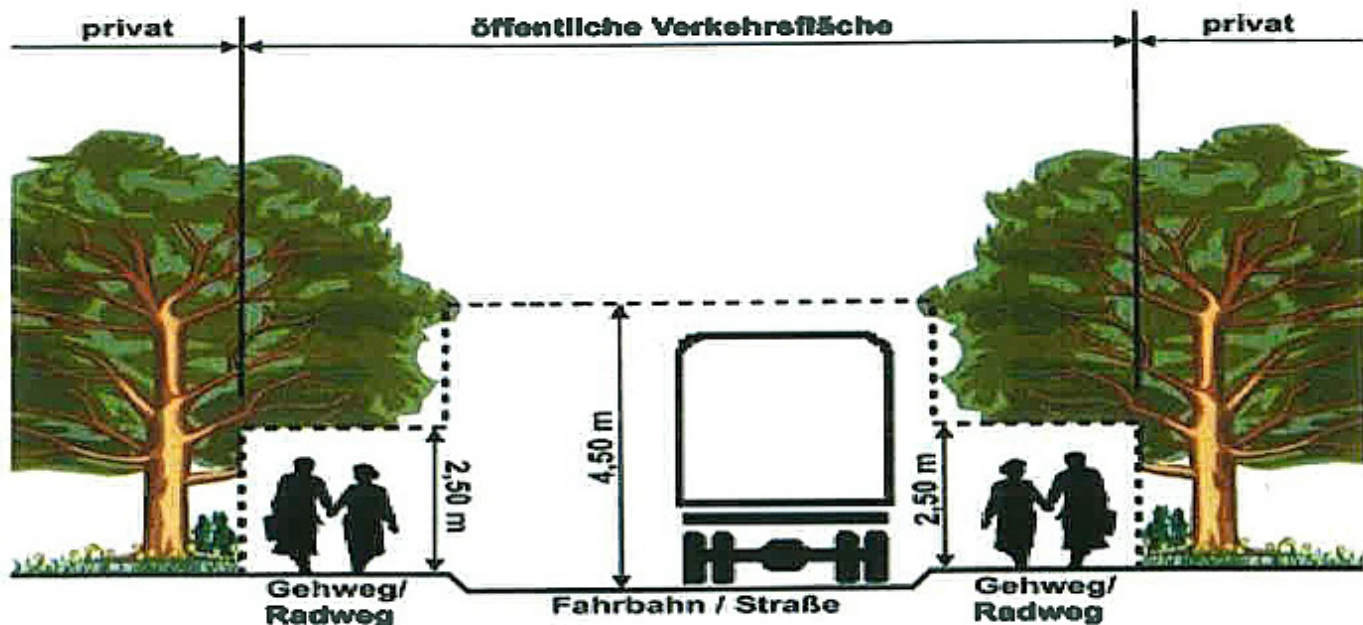 privat
öffentliche Verkehrsfläche
privat
2,50 m
4,50 m
2,50 m
Gehweg/
Radweg
Fahrbahn / Straße
Gehweg/
Radweg